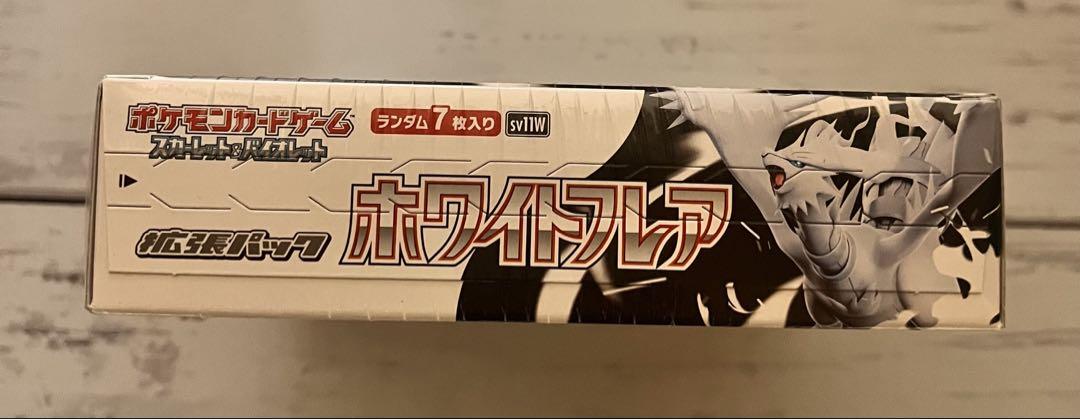 ポケモンカードゲーム™
ランダム7枚入り sv11W
スカーレット&バイオレット
拡張パック
ホワイトフレア